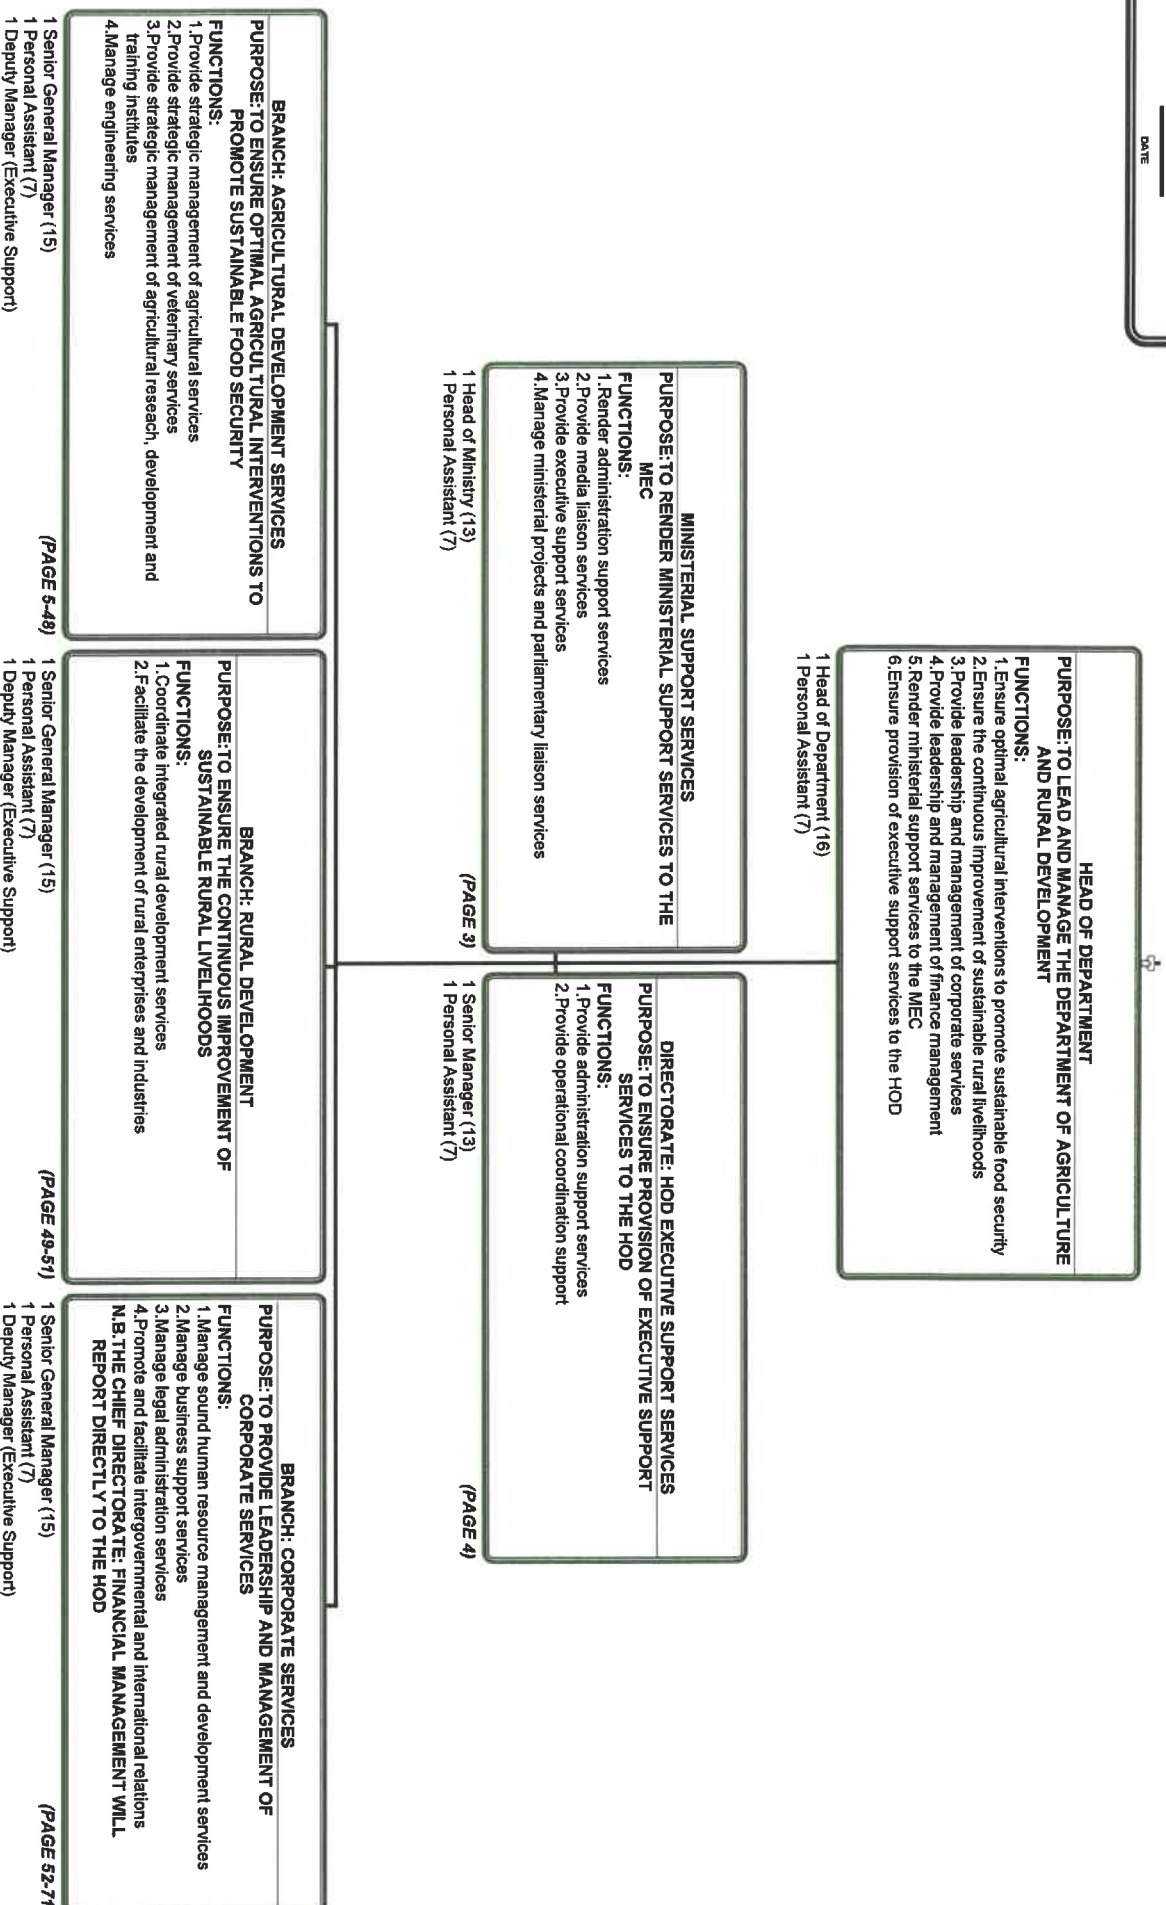 DATE
HEAD OF DEPARTMENT
PURPOSE:TO LEAD AND MANAGE THE DEPARTMENT OF AGRICULTURE
AND RURAL DEVELOPMENT
FUNCTIONS:
1.Ensure optimal agricultural interventions to promote sustainable food security
2.Ensure the continuous improvement of sustainable rural livelihoods
3.Provide leadership and management of corporate services
4.Provide leadership and management of finance management
5.Render ministerial support services to the MEC
6.Ensure provision of executive support services to the HOD
1 Head of Department (16)
1 Personal Assistant (7)
MINISTERIAL SUPPORT SERVICES
PURPOSE:TO RENDER MINISTERIAL SUPPORT SERVICES TO THE
MEC
FUNCTIONS:
1.Render administration support services
2.Provide media liaison services
3.Provide executive support services
4.Manage ministerial projects and parliamentary liaison services
(PAGE 3)
1 Head of Ministry (13)
1 Personal Assistant (7)
DIRECTORATE: HOD EXECUTIVE SUPPORT SERVICES
PURPOSE:TO ENSURE PROVISION OF EXECUTIVE SUPPORT
SERVICES TO THE HOD
FUNCTIONS:
1.Provide administration support services
2.Provide operational coordination support
(PAGE 4)
1 Senior Manager (13)
1 Personal Assistant (7)
BRANCH: AGRICULTURAL DEVELOPMENT SERVICES
PURPOSE:TO ENSURE OPTIMAL AGRICULTURAL INTERVENTIONS TO
PROMOTE SUSTAINABLE FOOD SECURITY
FUNCTIONS:
1.Provide strategic management of agricultural services
2.Provide strategic management of veterinary services
3.Provide strategic management of agricultural reseach, development and
training institutes
4.Manage engineering services
(PAGE 5-48)
1 Senior General Manager (15)
1 Personal Assistant (7)
1 Deputy Manager (Executive Support)
BRANCH: RURAL DEVELOPMENT
PURPOSE:TO ENSURE THE CONTINUOUS IMPROVEMENT OF
SUSTAINABLE RURAL LIVELIHOODS
FUNCTIONS:
1.Coordinate integrated rural development services
2.Facilitate the development of rural enterprises and industries
(PAGE 49-51)
1 Senior General Manager (15)
1 Personal Assistant (7)
1 Deputy Manager (Executive Support)
BRANCH: CORPORATE SERVICES
PURPOSE:TO PROVIDE LEADERSHIP AND MANAGEMENT OF
CORPORATE SERVICES
FUNCTIONS:
1.Manage sound human resource management and development services
2.Manage business support services
3.Manage legal administration services
4.Promote and facilitate intergovernmental and international relations
N.B.THE CHIEF DIRECTORATE: FINANCIAL MANAGEMENT WILL
REPORT DIRECTLY TO THE HOD
(PAGE 52-71
1 Senior General Manager (15)
1 Personal Assistant (7)
1 Deputy Manager (Executive Support)